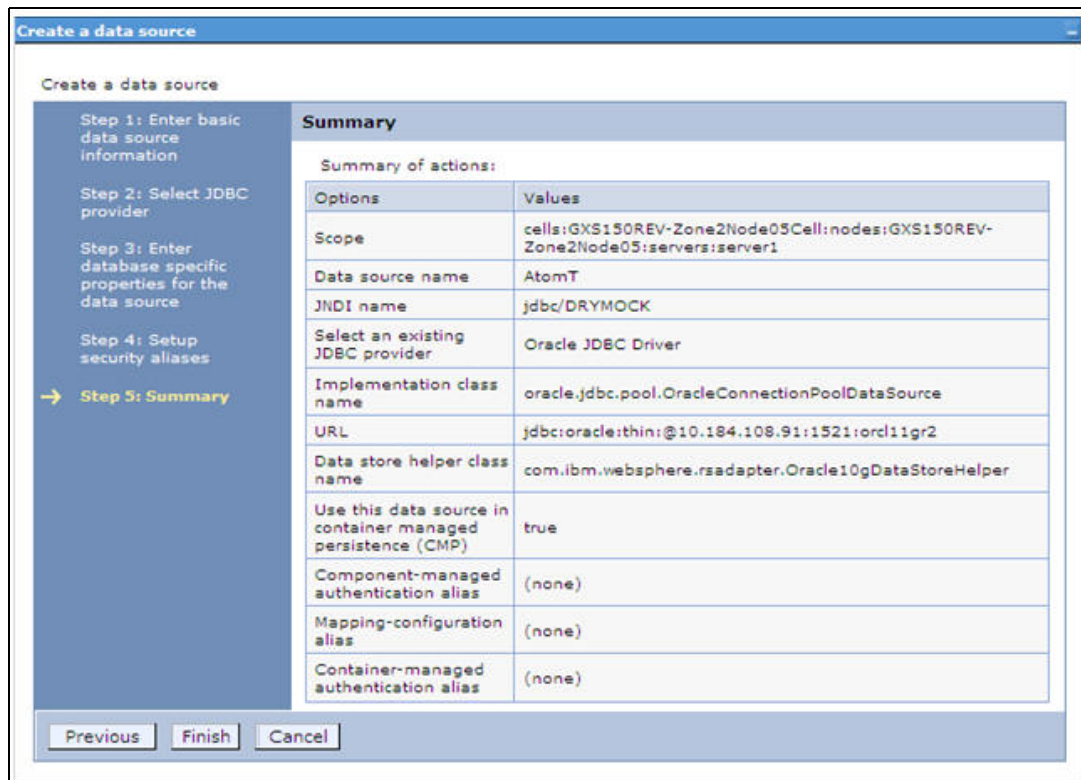 Create a data source
Create a data source
Step 1: Enter basic
data source
information
Step 2: Select JDBC
provider
Step 3: Enter
database specific
properties for the
data source
Step 4: Setup
security aliases
Step 5: Summary
Summary
Summary of actions:
Options Values
Scope cells:GXS150REV-Zone2Node05Cell:nodes:GXS150REV-
Zone2Node05:servers:server1
Data source name AtomT
JNDI name jdbc/DRYMOCK
Select an existing
JDBC provider Oracle JDBC Driver
Implementation class
name oracle.jdbc.pool.OracleConnectionPoolDataSource
URL jdbc:oracle:thin:@10.184.108.91:1521:orcl11gr2
Data store helper class
name com.ibm.websphere.rsadapter.Oracle10gDataStoreHelper
Use this data source in
container managed
persistence (CMP) true
Component-managed
authentication alias (none)
Mapping-configuration
alias (none)
Container-managed
authentication alias (none)
Previous Finish Cancel